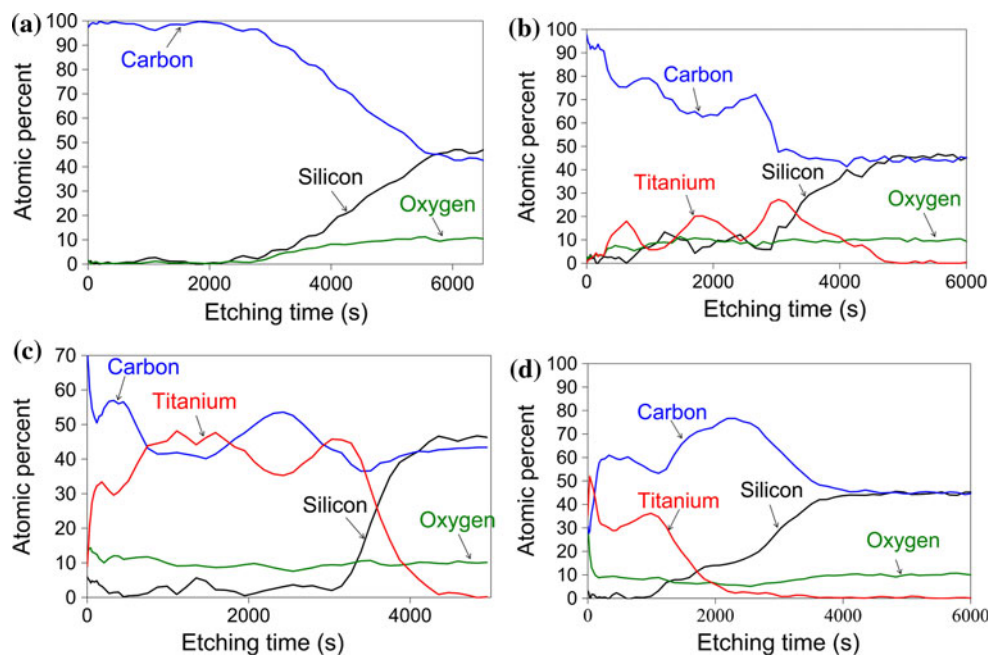 (a)
100
90
80
70
60
50
40
30
20
10
0
Atomic percent
Carbon
Silicon
Oxygen
0
2000
4000
6000
Etching time (s)
(b)
100
90
80
70
60
50
40
30
20
10
0
Atomic percent
Carbon
Titanium
Silicon
Oxygen
0
2000
4000
6000
Etching time (s)
(c)
70
60
50
40
30
20
10
0
Atomic percent
Carbon
Titanium
Silicon
Oxygen
0
2000
4000
Etching time (s)
(d)
100
90
80
70
60
50
40
30
20
10
0
Atomic percent
Carbon
Titanium
Silicon
Oxygen
0
1000
2000
3000
4000
5000
6000
Etching time (s)